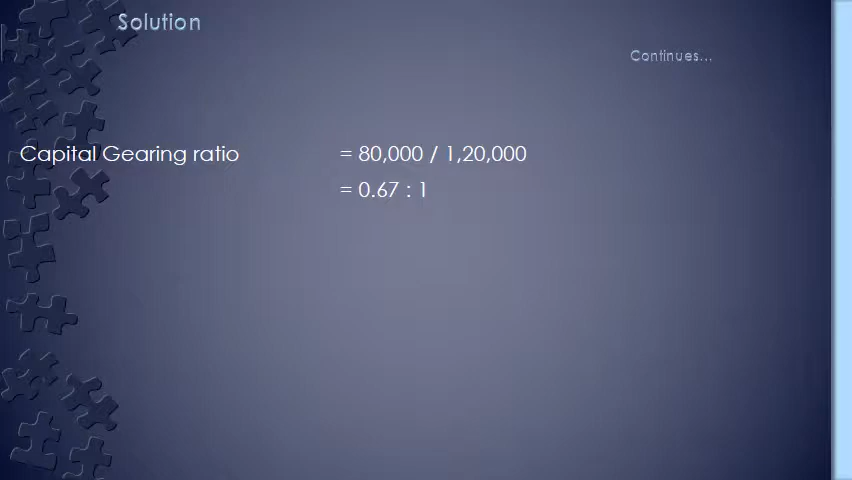 Solution
Continues...
Capital Gearing ratio = 80,000 / 1,20,000
= 0.67 : 1